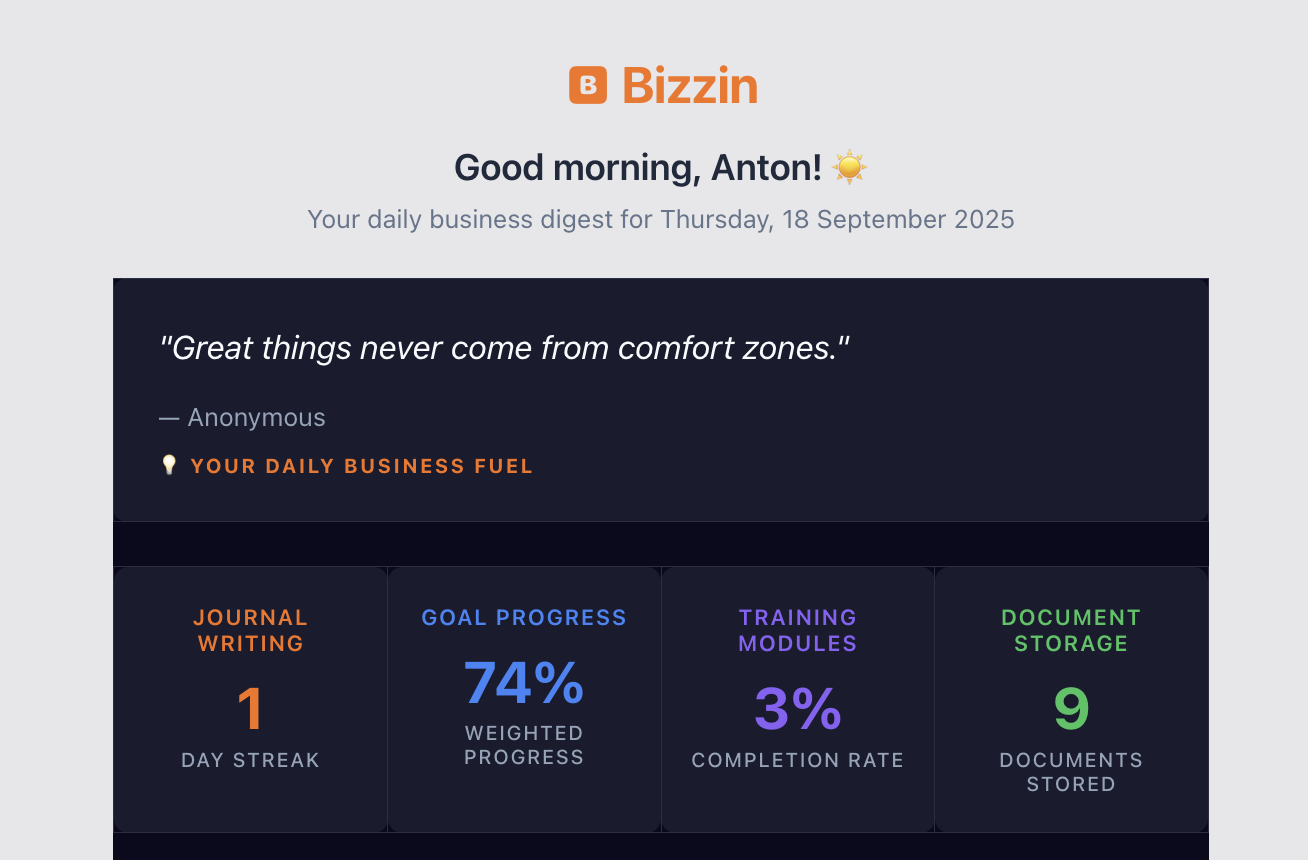 B Bizzin
Good morning, Anton! ☀️
Your daily business digest for Thursday, 18 September 2025
"Great things never come from comfort zones."
— Anonymous
💡 YOUR DAILY BUSINESS FUEL
JOURNAL
WRITING
1
DAY STREAK
GOAL PROGRESS
74%
WEIGHTED
PROGRESS
TRAINING
MODULES
3%
COMPLETION RATE
DOCUMENT
STORAGE
9
DOCUMENTS
STORED